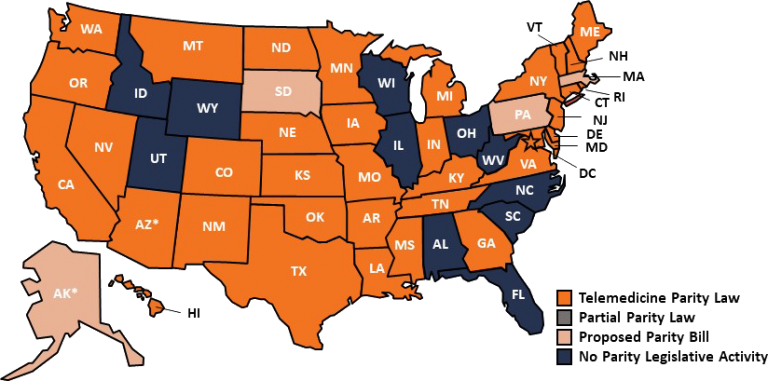 VT
WA
ME
MT
ND
NH
MN
OR
WI
NY
MA
ID
SD
MI
WY
RI
CT
PA
IA
NJ
NE
OH
DE
NV
IL
IN
MD
UT
WV
CO
VA
DC
CA
KS
MO
KY
NC
TN
OK
AR
SC
AZ*
NM
MS
AL
GA
TX
LA
AK*
FL
HI
Telemedicine Parity Law
Partial Parity Law
Proposed Parity Bill
No Parity Legislative Activity